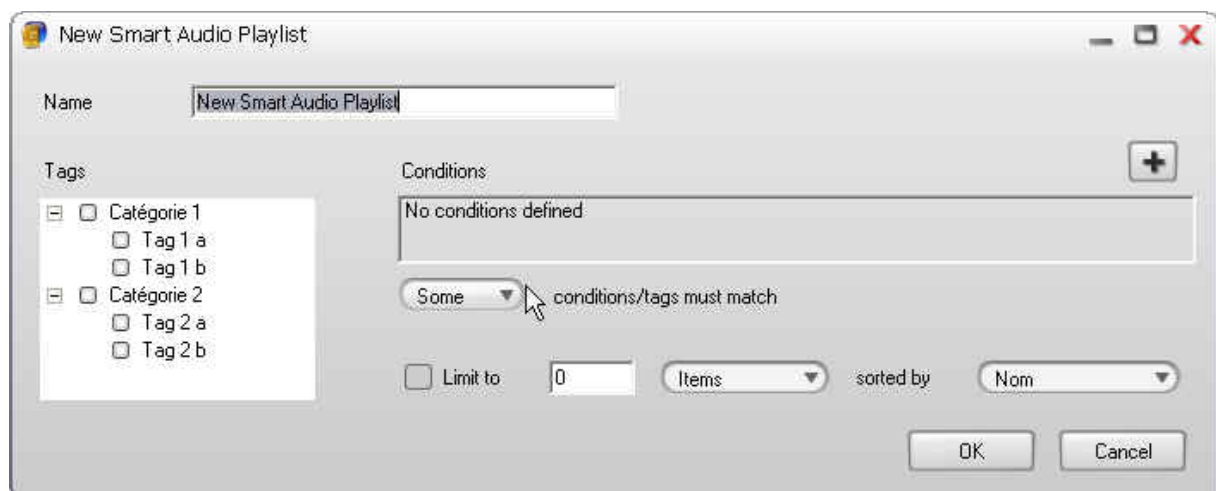 New Smart Audio Playlist
Name New Smart Audio Playlist
Tags
Conditions
Catégorie 1
Tag 1 a
Tag 1 b
Catégorie 2
Tag 2 a
Tag 2 b
No conditions defined
Some conditions/tags must match
Limit to 0 Items sorted by Nom
OK Cancel